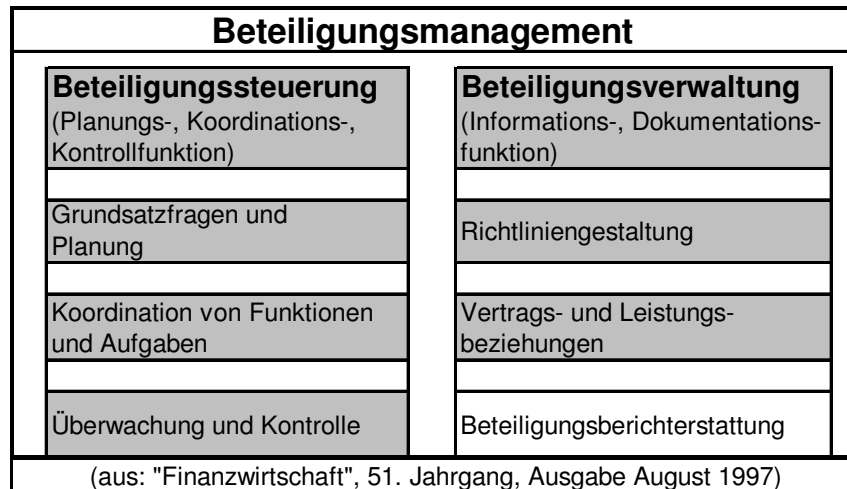 Beteiligungsmanagement
Beteiligungssteuerung
(Planungs-, Koordinations-,
Kontrollfunktion)
Grundsatzfragen und
Planung
Koordination von Funktionen
und Aufgaben
Überwachung und Kontrolle
Beteiligungsverwaltung
(Informations-, Dokumentations-
funktion)
Richtliniengestaltung
Vertrags- und Leistungs-
beziehungen
Beteiligungsberichterstattung
(aus: "Finanzwirtschaft", 51. Jahrgang, Ausgabe August 1997)